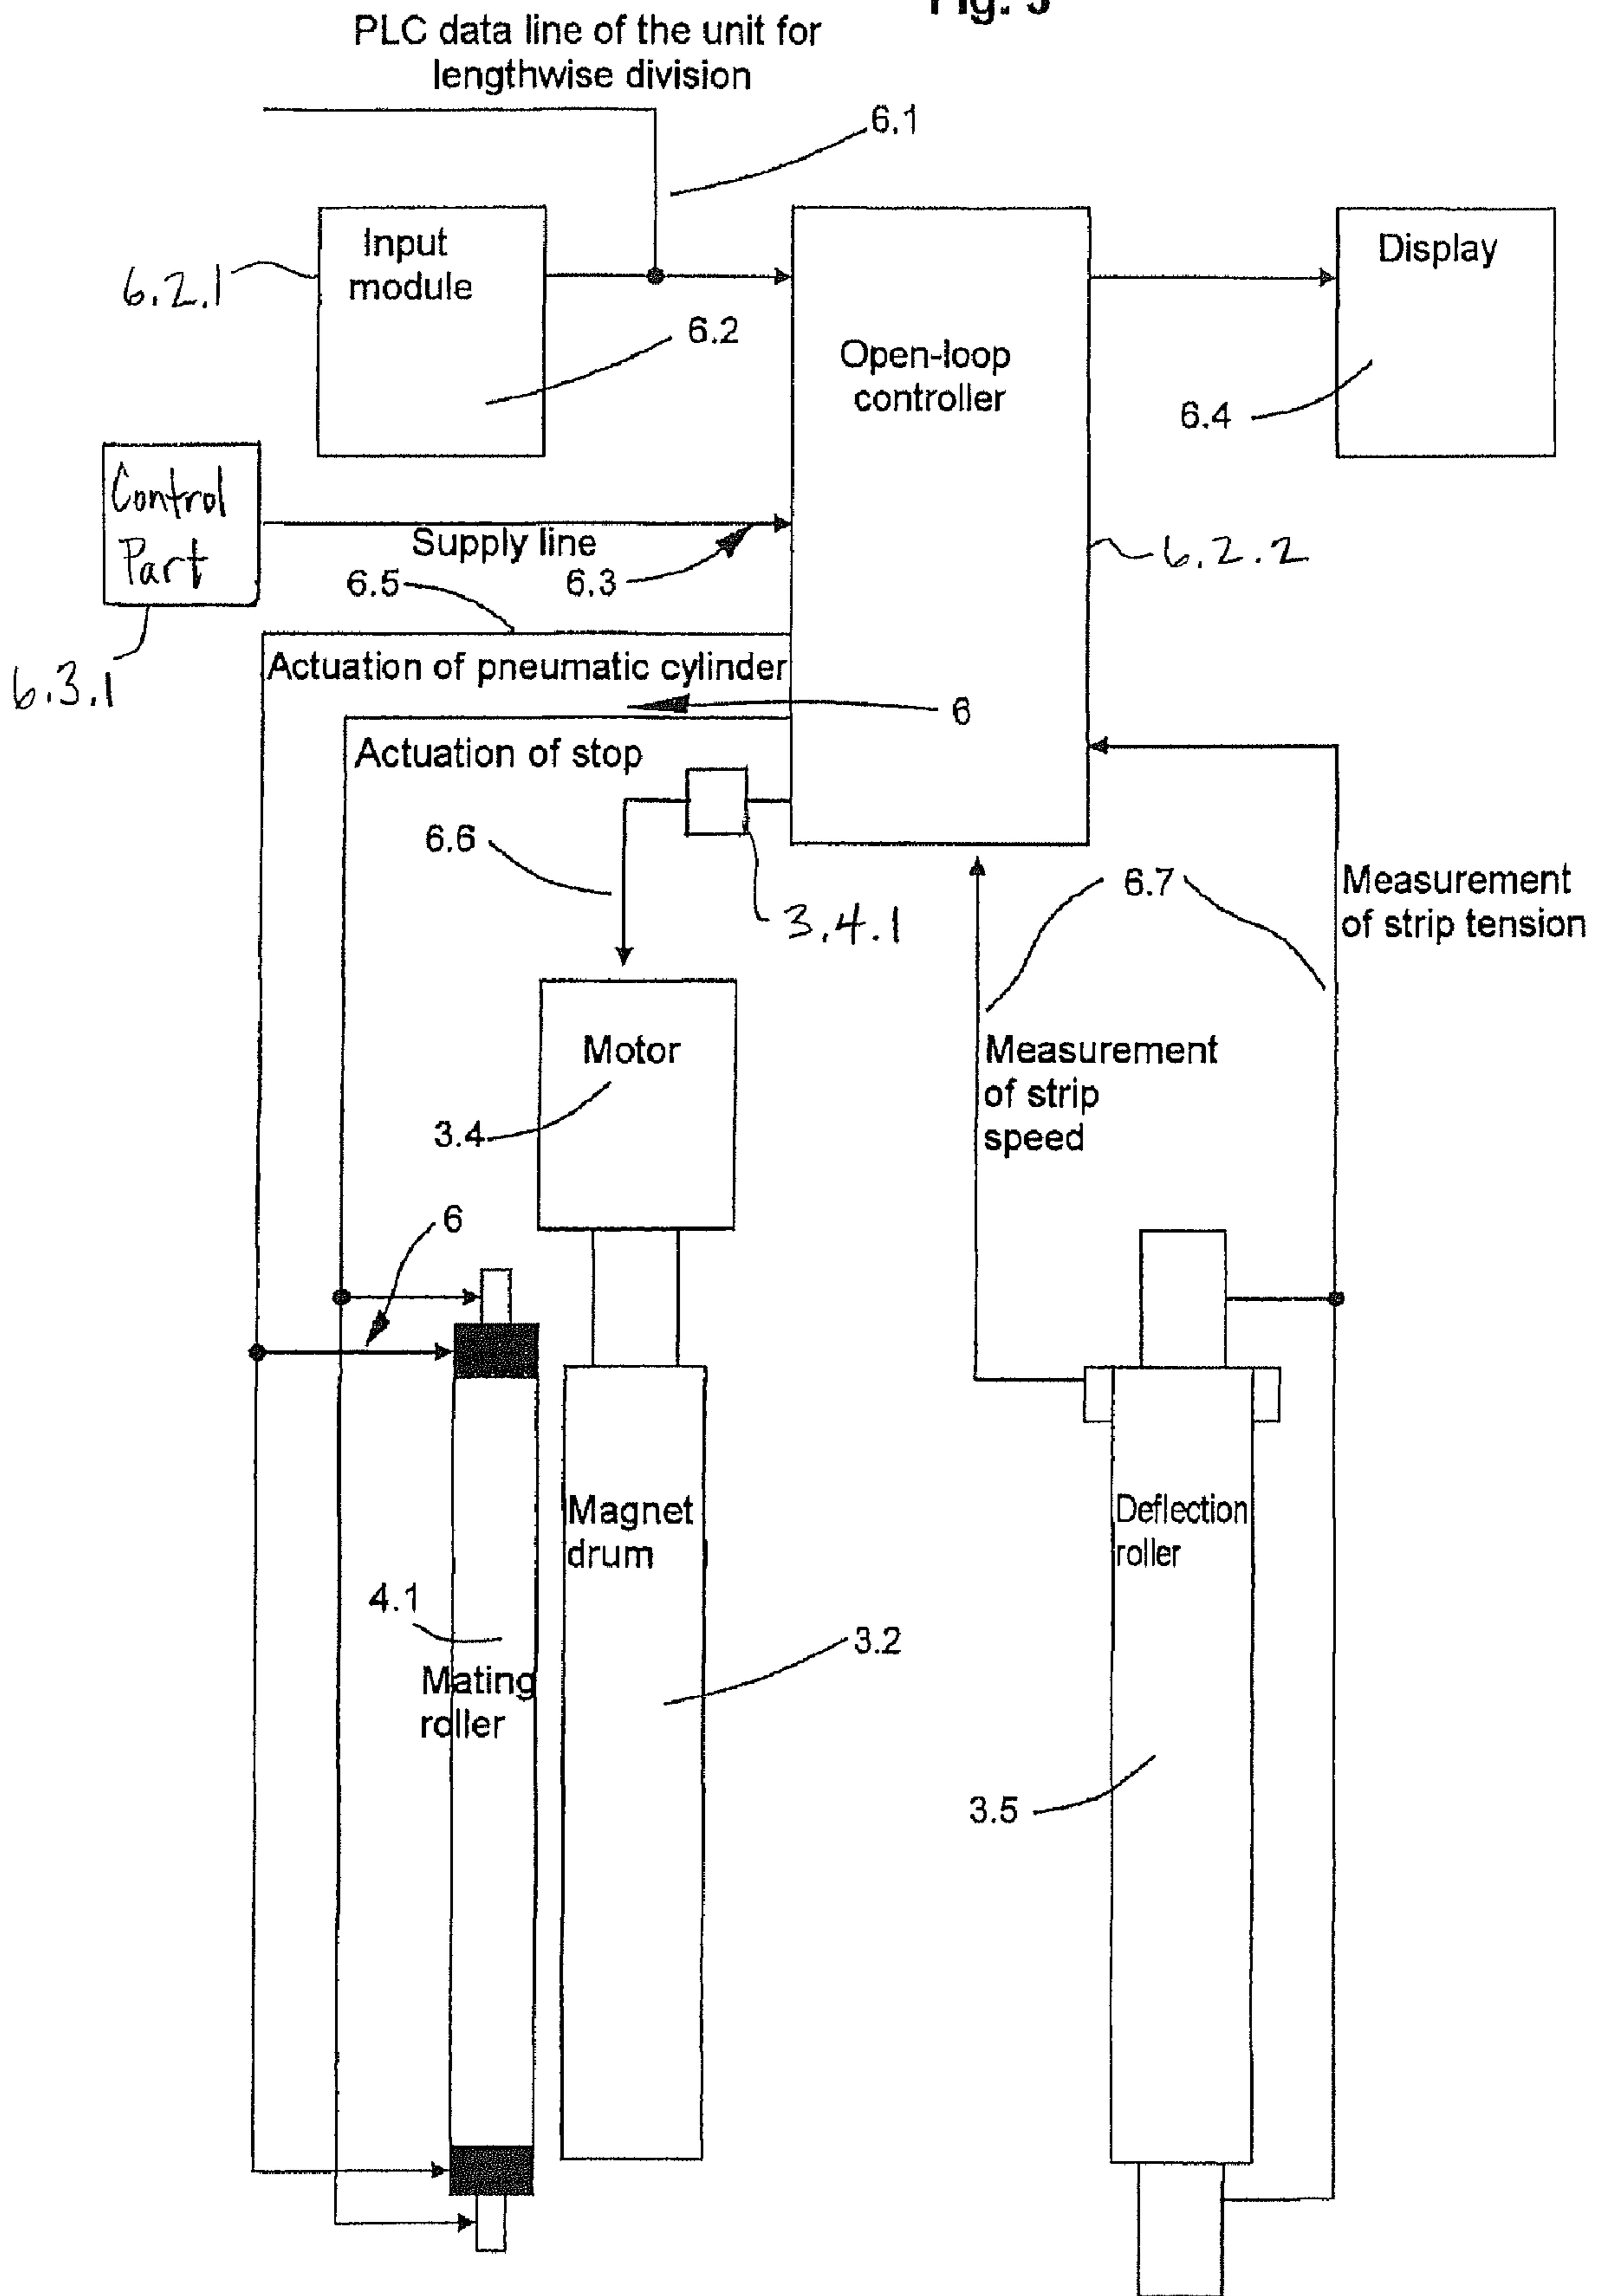 PLC data line of the unit for
lengthwise division
6.1
Input
module
6.2.1
6.2
Open-loop
controller
Display
6.4
Control
Part
Supply line
6.3
6.5
6.2.2
6.3.1
Actuation of pneumatic cylinder
6
Actuation of stop
6.6
3.4.1
6.7
Measurement
of strip tension
Motor
3.4
Measurement
of strip
speed
6
Magnet
drum
Deflection
roller
4.1
3.2
Mating
roller
3.5